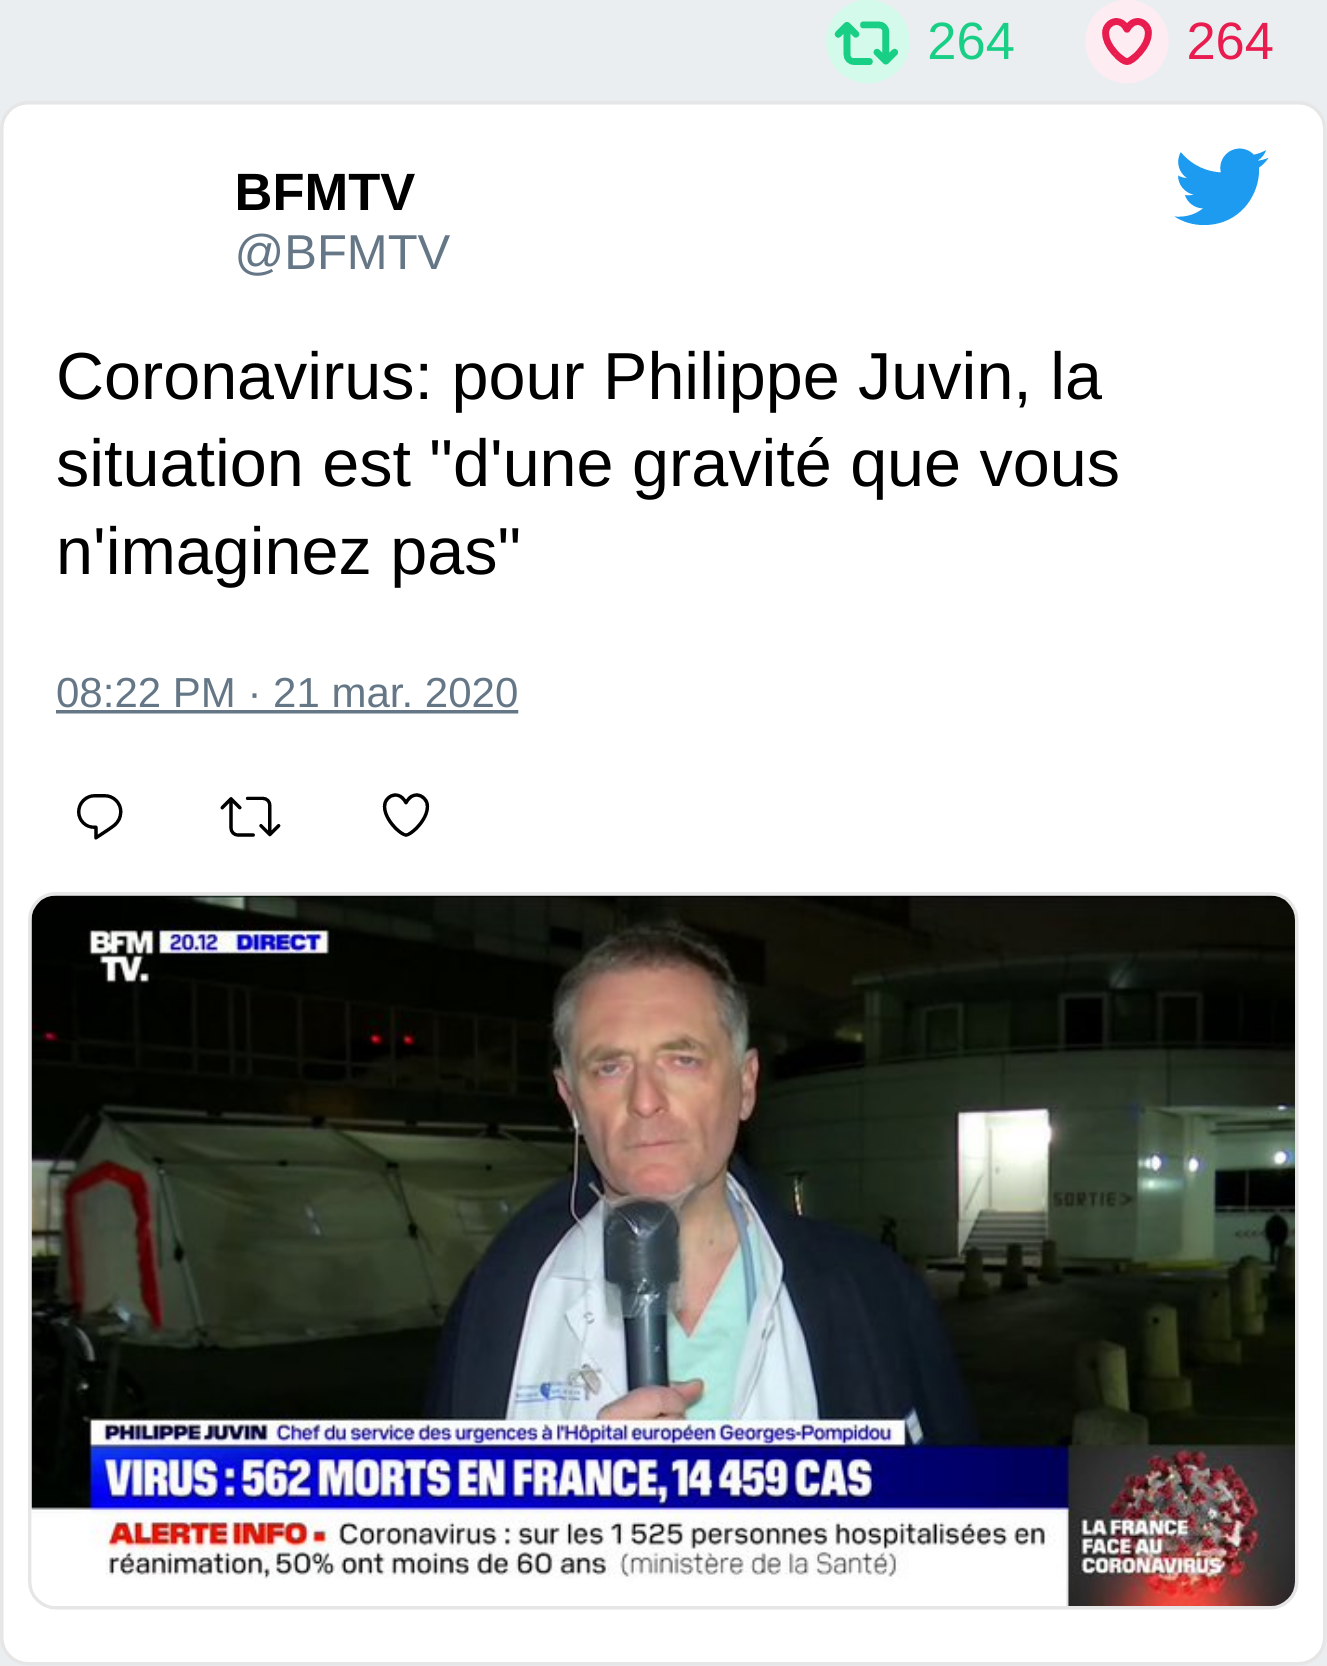 264 264
BFMTV
@BFMTV
Coronavirus: pour Philippe Juvin, la
situation est "d'une gravité que vous
n'imaginez pas"
08:22 PM · 21 mar. 2020
BFM 20.12 DIRECT
TV.
SORTIE >
<<<<
PHILIPPE JUVIN Chef du service des urgences à l'Hôpital européen Georges-Pompidou
VIRUS : 562 MORTS EN FRANCE, 14 459 CAS
ALERTE INFO ▪ Coronavirus : sur les 1 525 personnes hospitalisées en
réanimation, 50% ont moins de 60 ans (ministère de la Santé)
LA FRANCE
FACE AU
CORONAVIRUS